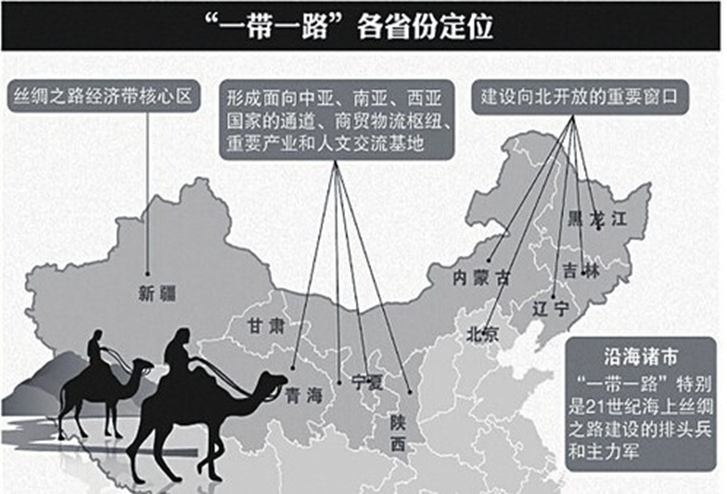 “一带一路”各省份定位
丝绸之路经济带核心区
形成面向中亚、南亚、西亚
国家的通道、商贸物流枢纽、
重要产业和人文交流基地
建设向北开放的重要窗口
黑龙江
吉林
内蒙古
辽宁
新疆
甘肃
北京
青海
宁夏
陕西
沿海诸市
“一带一路”特别
是21世纪海上丝绸
之路建设的排头兵
和主力军